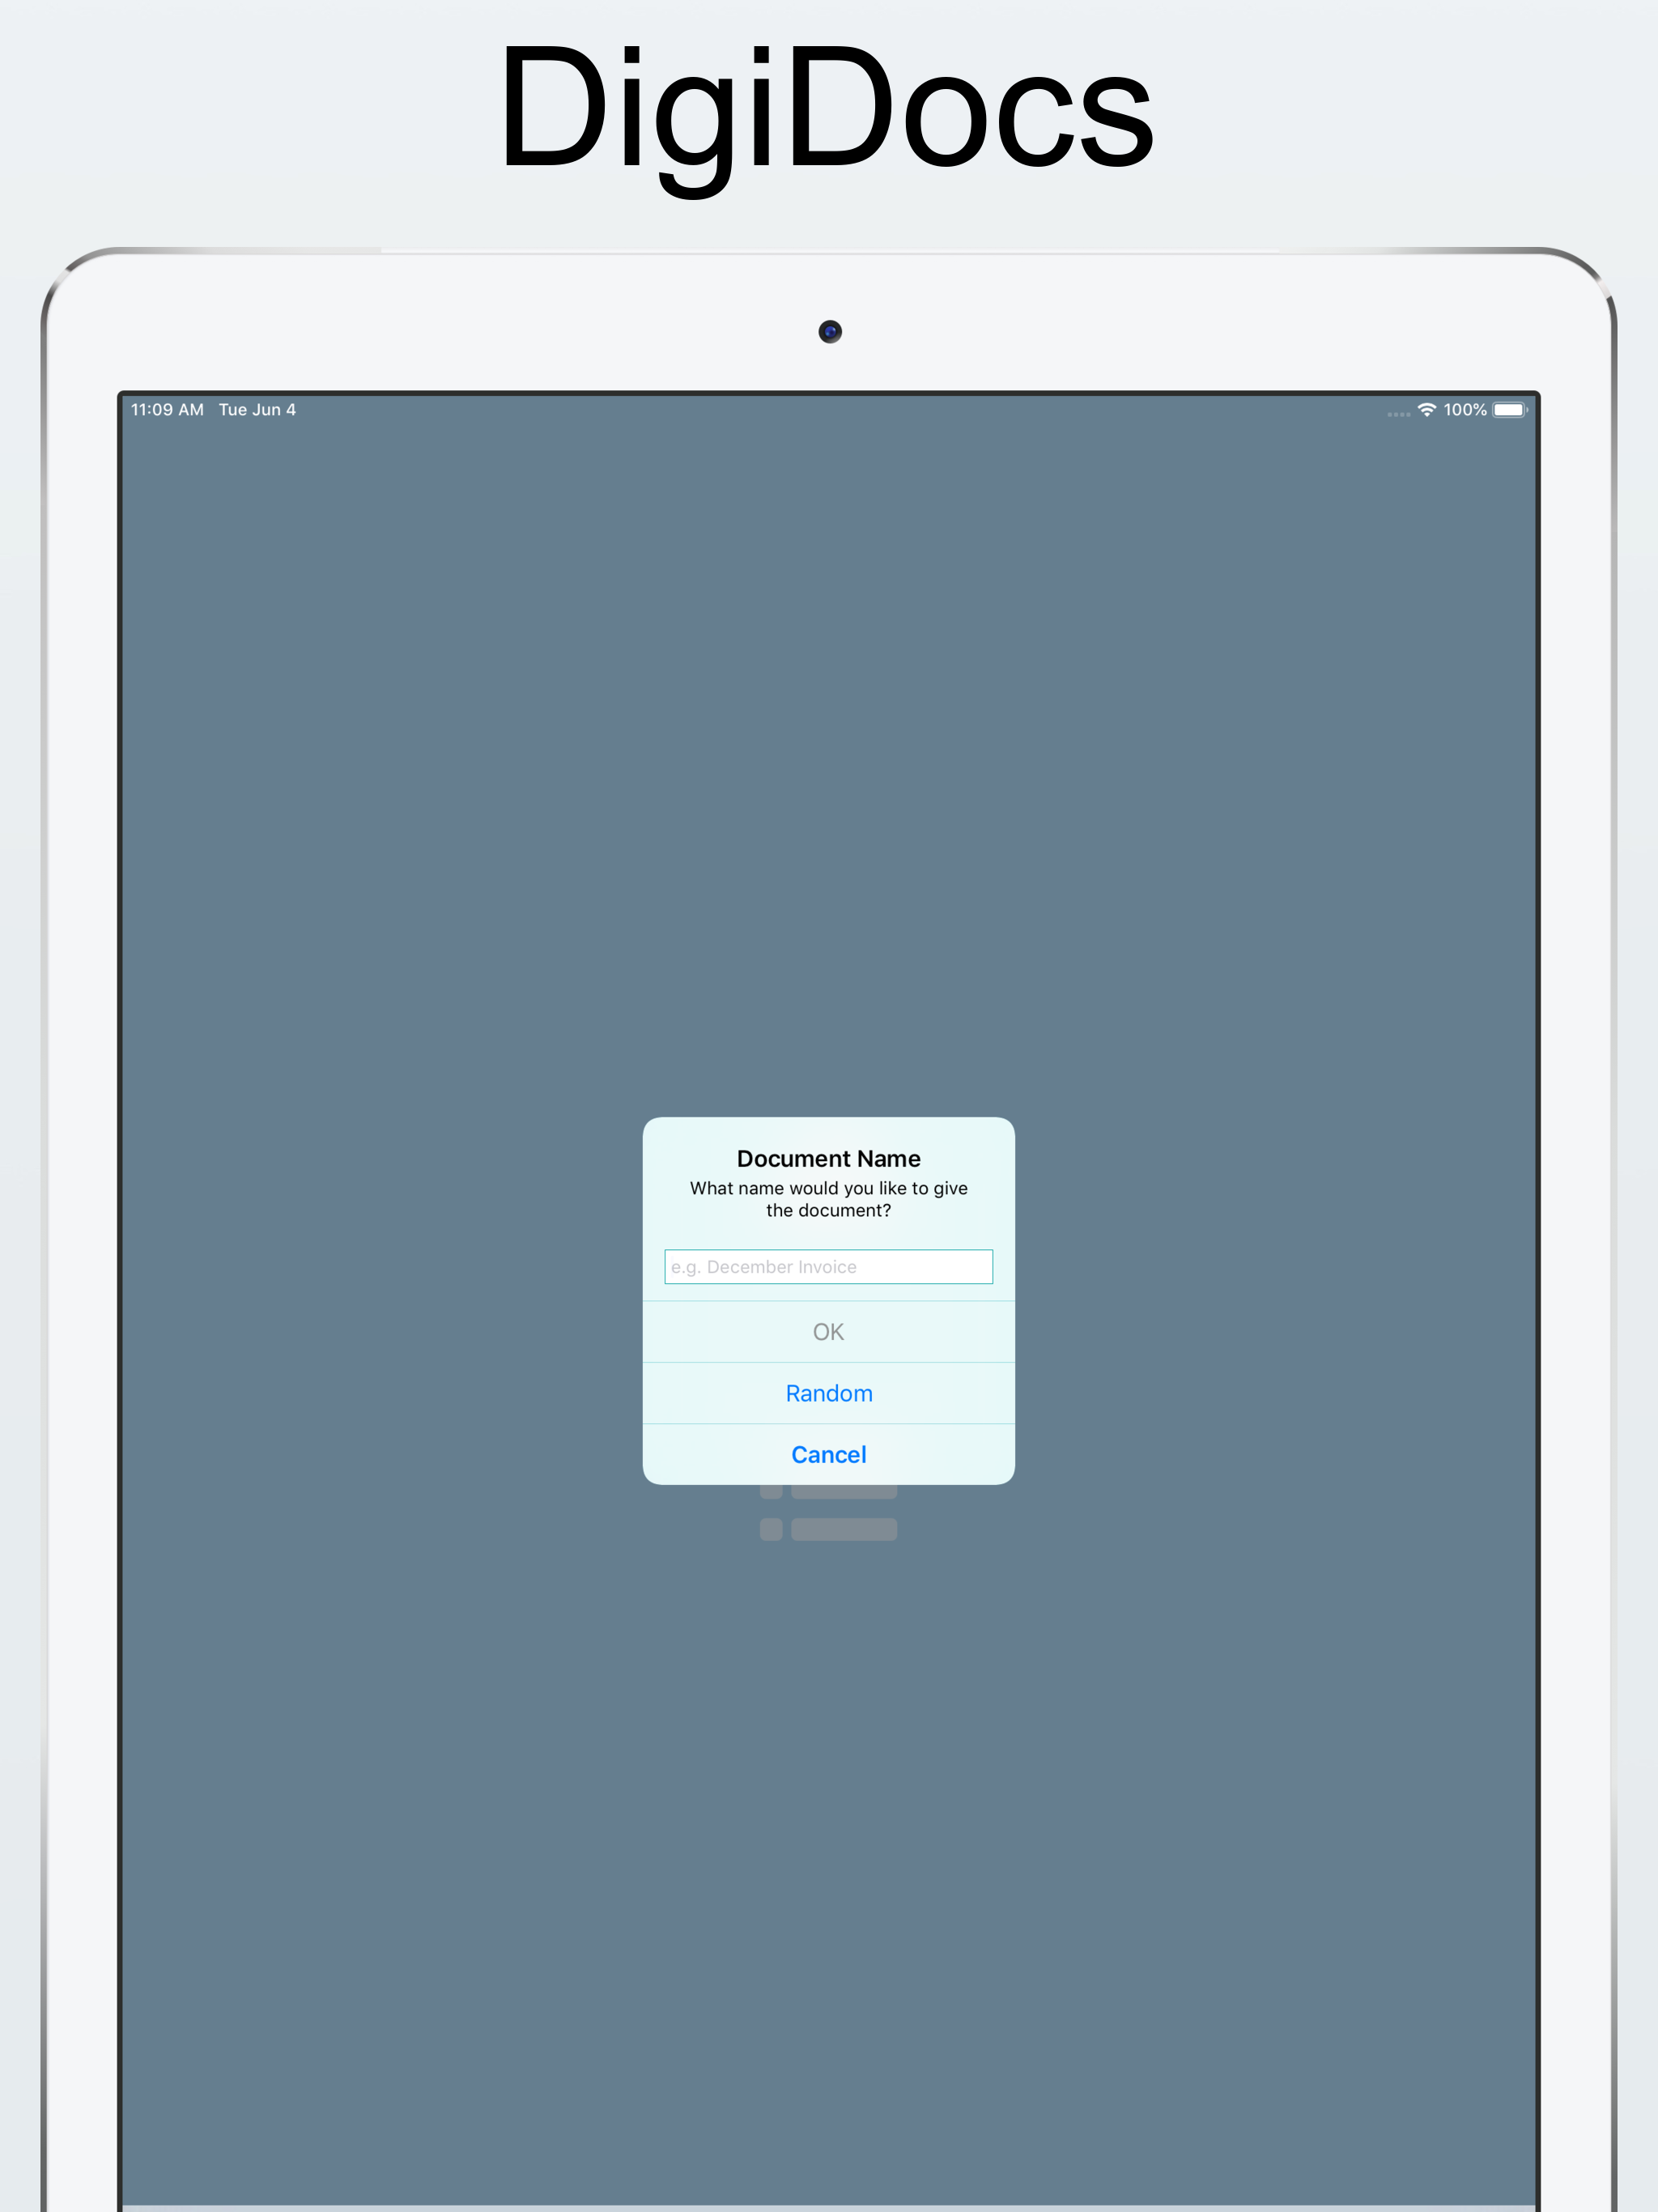 DigiDocs
11:09 AM Tue Jun 4
100%
Document Name
What name would you like to give
the document?
e.g. December Invoice
OK
Random
Cancel